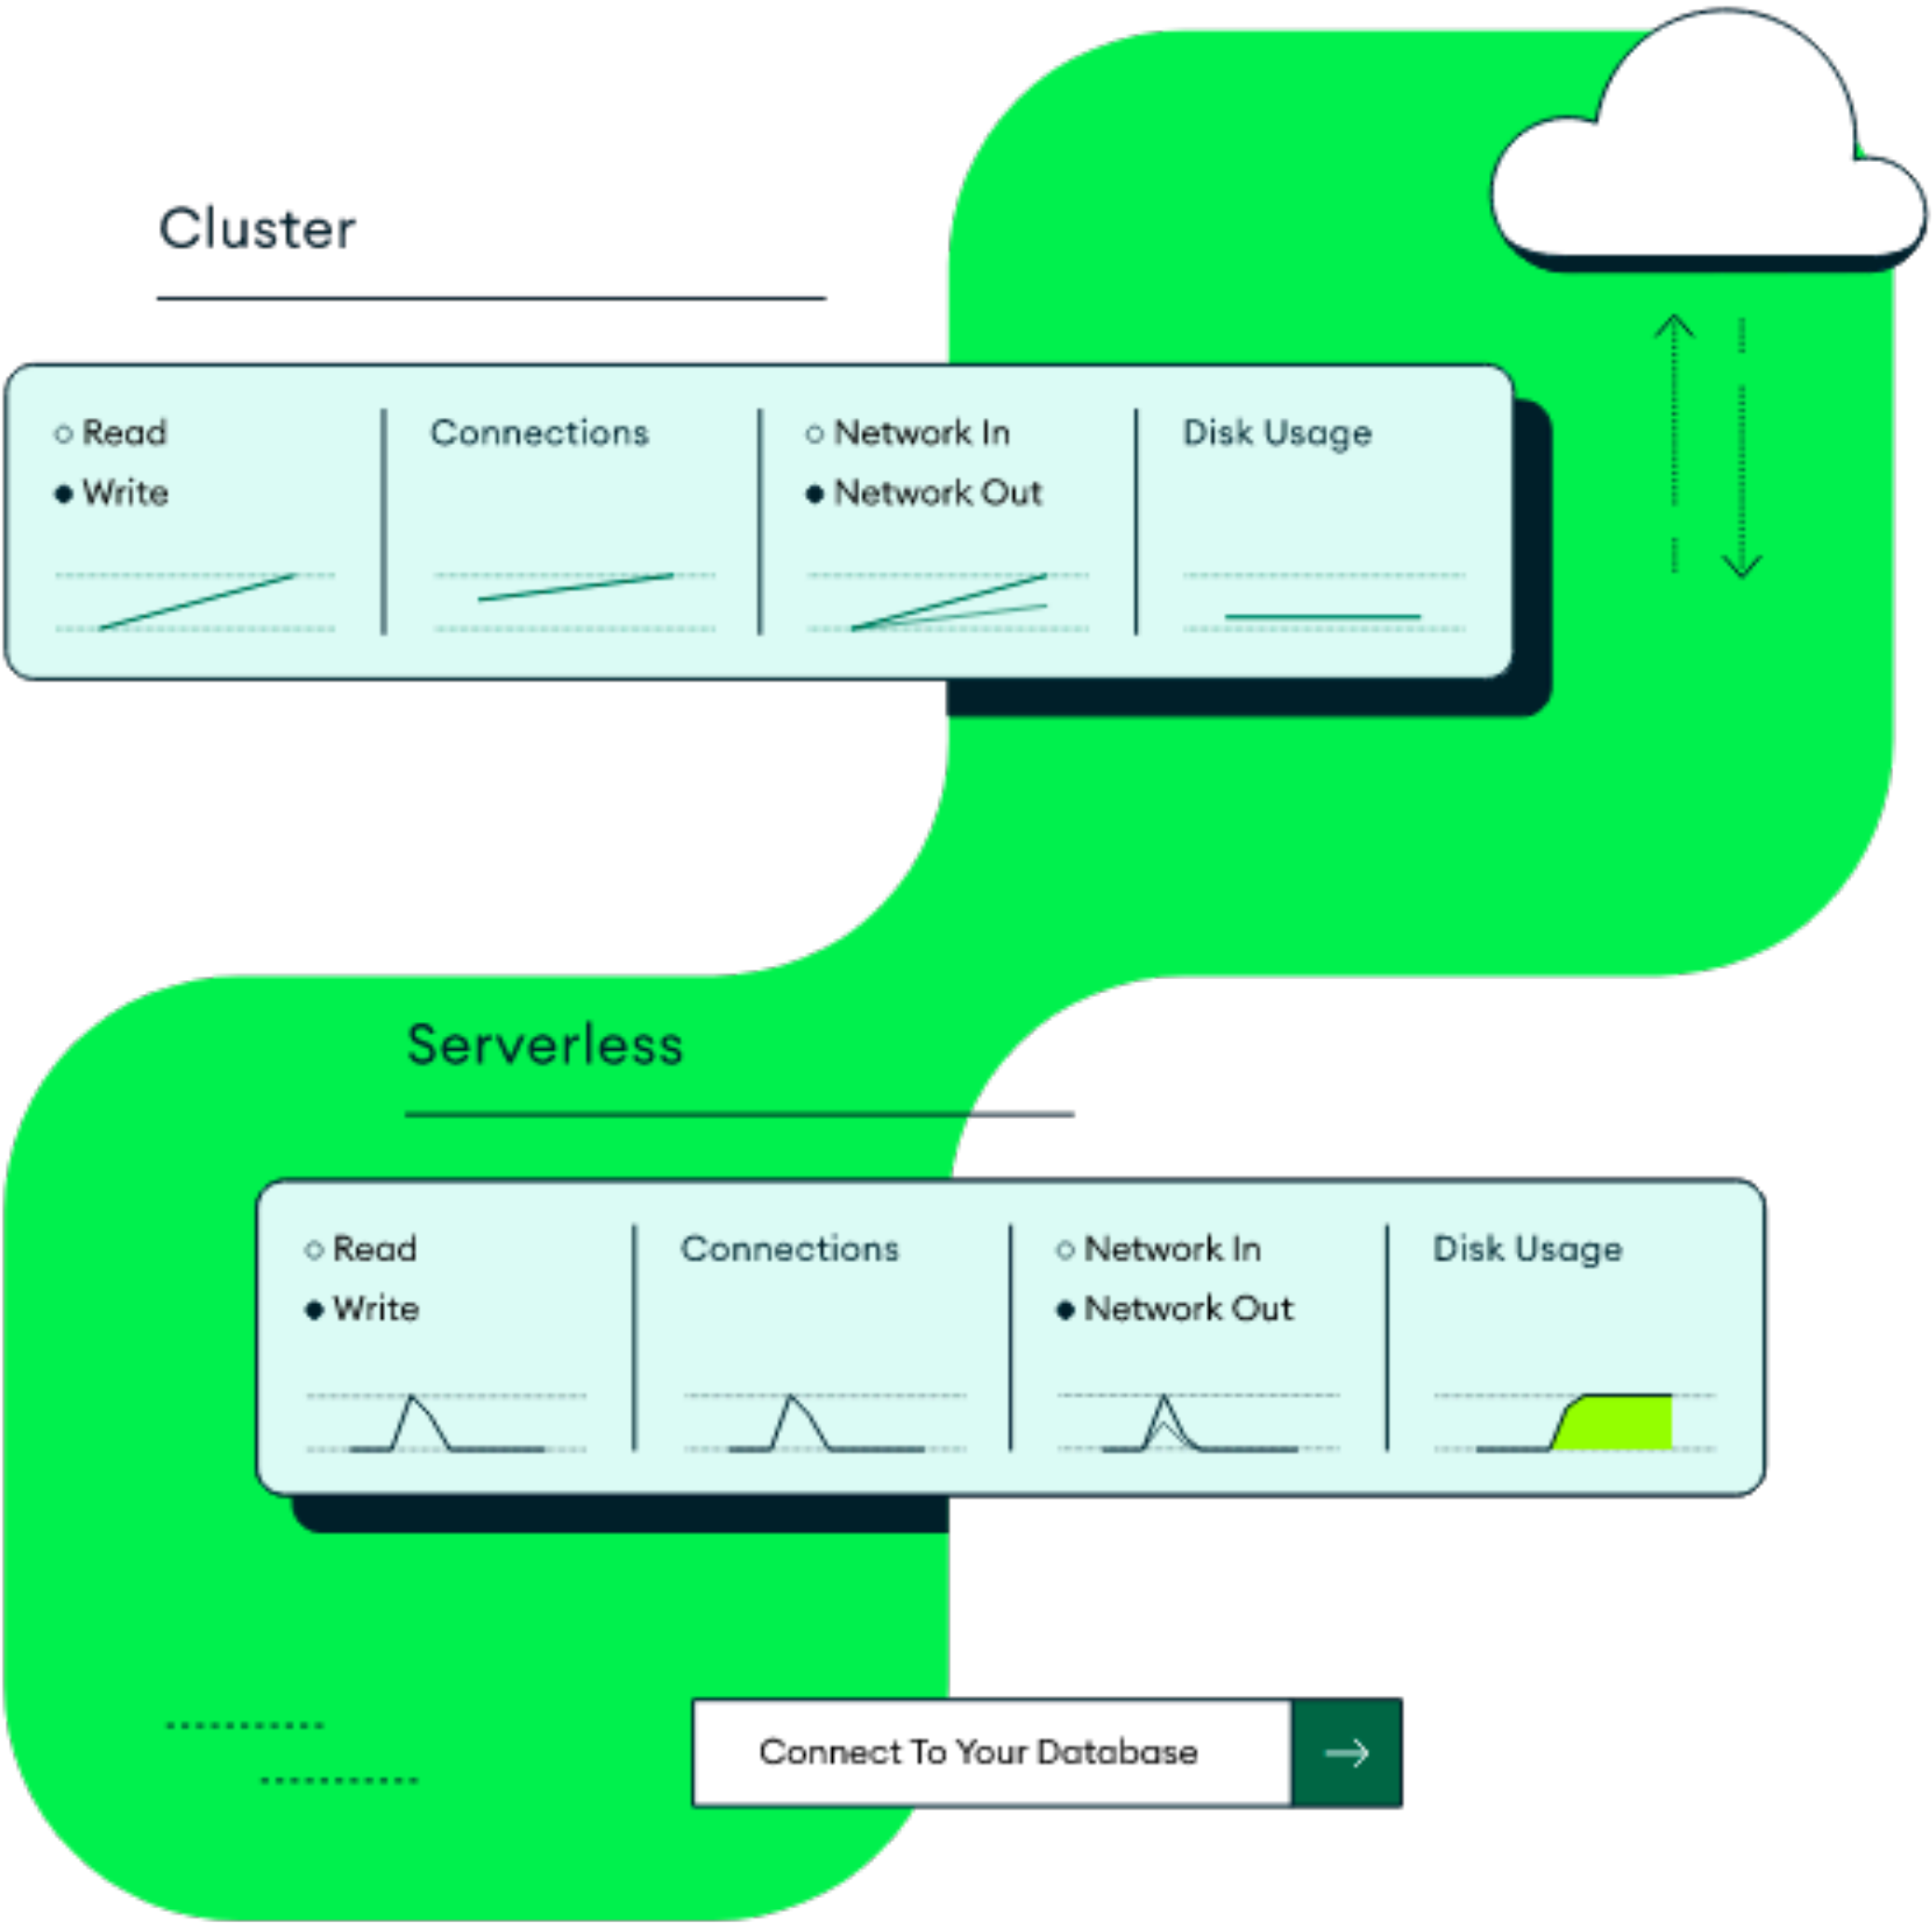 Cluster
Read
Write
Connections
Network In
Network Out
Disk Usage
Serverless
Read
Write
Connections
Network In
Network Out
Disk Usage
Connect To Your Database